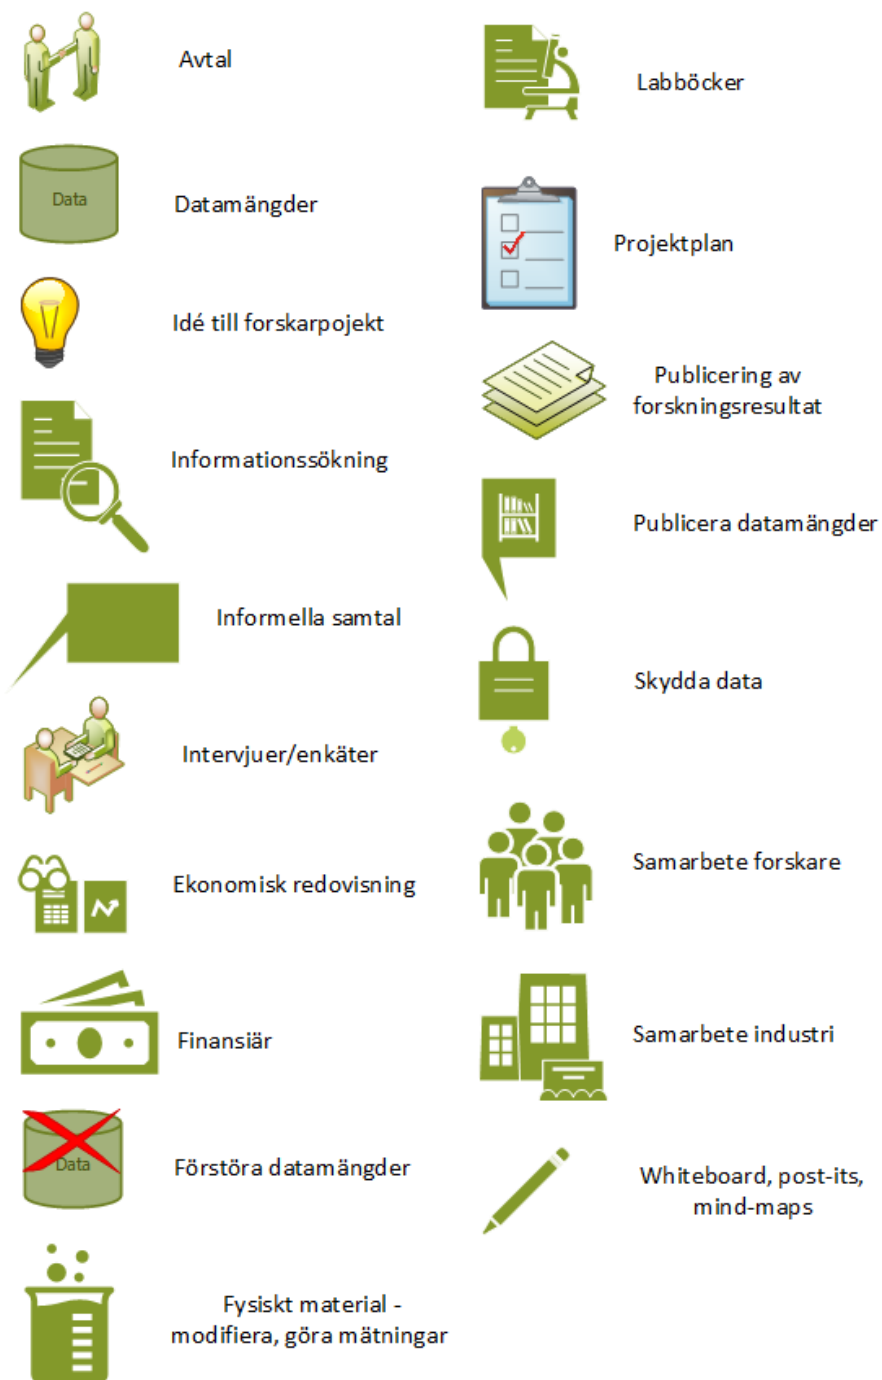 Avtal
Data
Datamängder
Idé till forskarpojekt
Informationssökning
Informella samtal
Intervjuer/enkäter
Ekonomisk redovisning
Finansiär
Data
Förstöra datamängder
Fysiskt material -
modifiera, göra mätningar
Labböcker
Projektplan
Publicering av
forskningsresultat
Publicera datamängder
Skydda data
Samarbete forskare
Samarbete industri
Whiteboard, post-its,
mind-maps